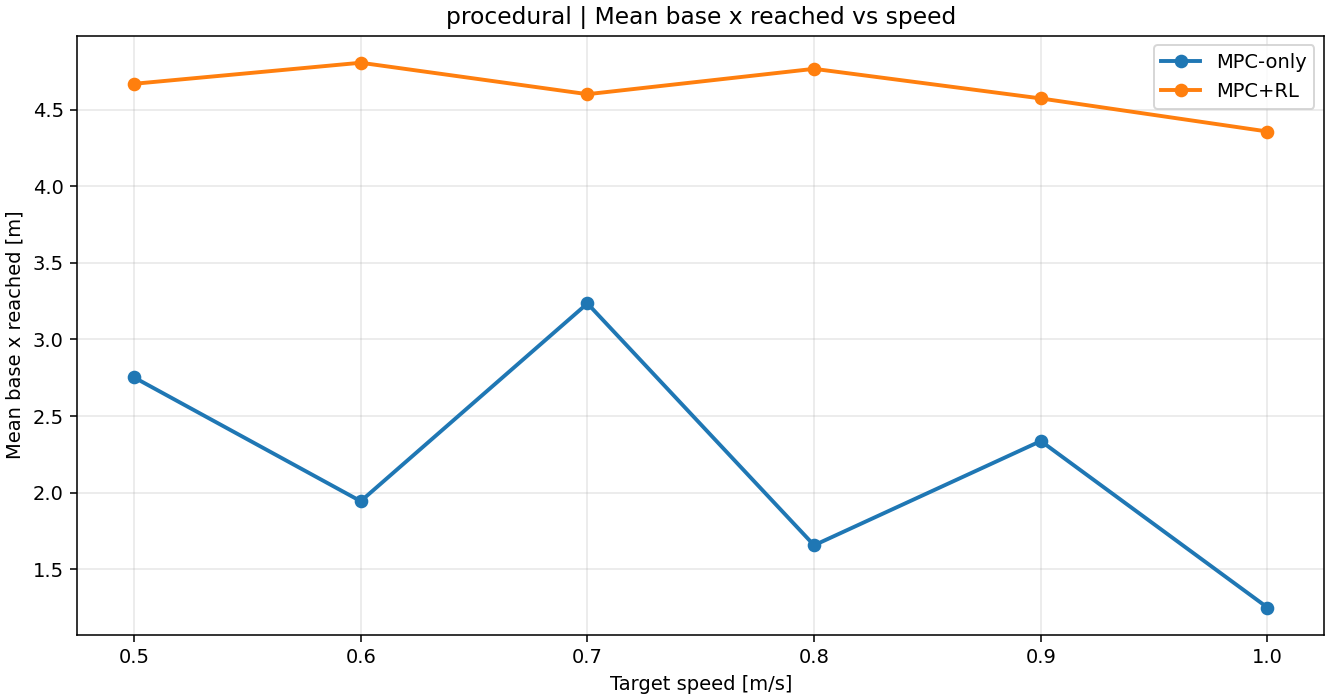 procedural | Mean base x reached vs speed
MPC-only
MPC+RL
Mean base x reached [m]
4.5
4.0
3.5
3.0
2.5
2.0
1.5
0.5 0.6 0.7 0.8 0.9 1.0
Target speed [m/s]